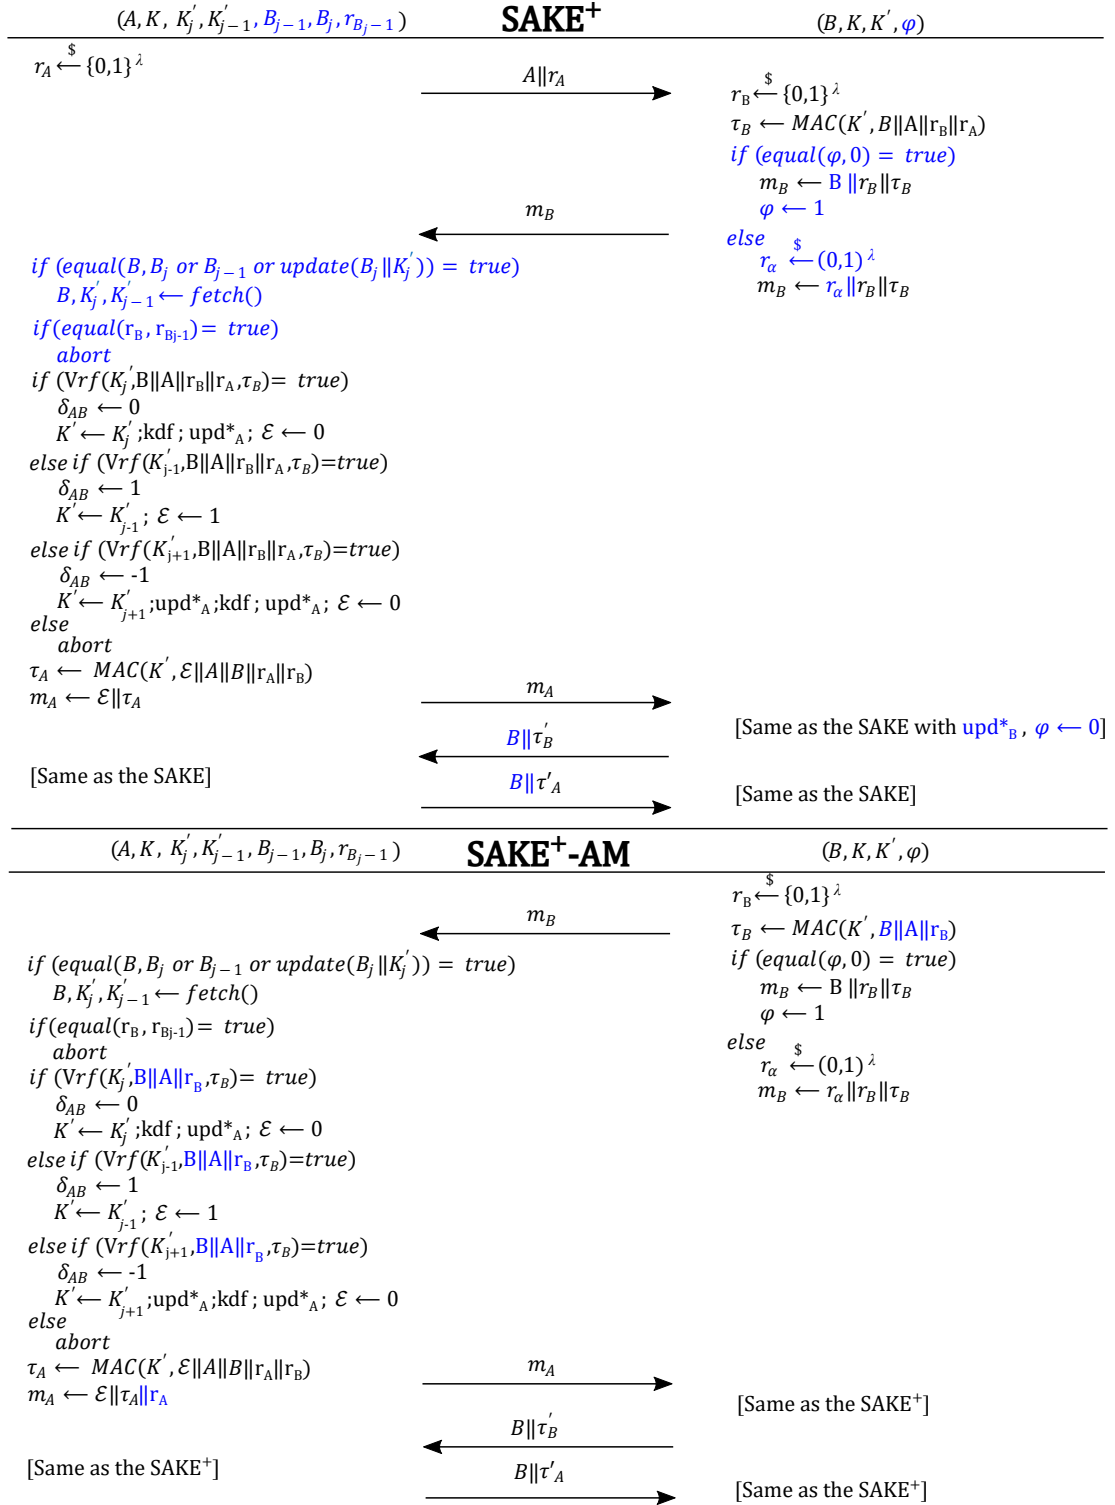 (A, K, K'_j, K'_{j-1}, B_{j-1}, B_j, r_{B_j-1}) SAKE⁺ (B, K, K', φ)
r_A ←$ {0,1}^λ
A||r_A
r_B ←$ {0,1}^λ
τ_B ← MAC(K', B||A||r_B||r_A)
if (equal(φ, 0) = true)
m_B ← B ||r_B||τ_B
φ ← 1
m_B
else
r_α ←$ (0,1)^λ
m_B ← r_α||r_B||τ_B
if (equal(B, B_j or B_{j-1} or update(B_j||K'_j)) = true)
B, K'_j, K'_{j-1} ← fetch()
if(equal(r_B, r_{Bj-1}) = true)
abort
if (Vrf(K'_j,B||A||r_B||r_A,τ_B)= true)
δ_AB ← 0
K' ← K'_j ;kdf ; upd*_A; ℰ ← 0
else if (Vrf(K'_{j-1},B||A||r_B||r_A,τ_B)=true)
δ_AB ← 1
K' ← K'_{j-1}; ℰ ← 1
else if (Vrf(K'_{j+1},B||A||r_B||r_A,τ_B)=true)
δ_AB ← -1
K' ← K'_{j+1};upd*_A;kdf ; upd*_A; ℰ ← 0
else
abort
τ_A ← MAC(K', ℰ||A||B||r_A||r_B)
m_A ← ℰ||τ_A
m_A
[Same as the SAKE with upd*_B , φ ← 0]
B||τ'_B
[Same as the SAKE]
B||τ'_A
[Same as the SAKE]
(A, K, K'_j, K'_{j-1}, B_{j-1}, B_j, r_{B_j-1}) SAKE⁺-AM (B, K, K', φ)
r_B ←$ {0,1}^λ
m_B
τ_B ← MAC(K', B||A||r_B)
if (equal(φ, 0) = true)
m_B ← B ||r_B||τ_B
φ ← 1
else
r_α ←$ (0,1)^λ
m_B ← r_α||r_B||τ_B
if (equal(B, B_j or B_{j-1} or update(B_j||K'_j)) = true)
B, K'_j, K'_{j-1} ← fetch()
if(equal(r_B, r_{Bj-1}) = true)
abort
if (Vrf(K'_j,B||A||r_B,τ_B)= true)
δ_AB ← 0
K' ← K'_j ;kdf ; upd*_A; ℰ ← 0
else if (Vrf(K'_{j-1},B||A||r_B,τ_B)=true)
δ_AB ← 1
K' ← K'_{j-1}; ℰ ← 1
else if (Vrf(K'_{j+1},B||A||r_B,τ_B)=true)
δ_AB ← -1
K' ← K'_{j+1};upd*_A;kdf ; upd*_A; ℰ ← 0
else
abort
τ_A ← MAC(K', ℰ||A||B||r_A||r_B)
m_A ← ℰ||τ_A||r_A
m_A
[Same as the SAKE⁺]
B||τ'_B
[Same as the SAKE⁺]
B||τ'_A
[Same as the SAKE⁺]